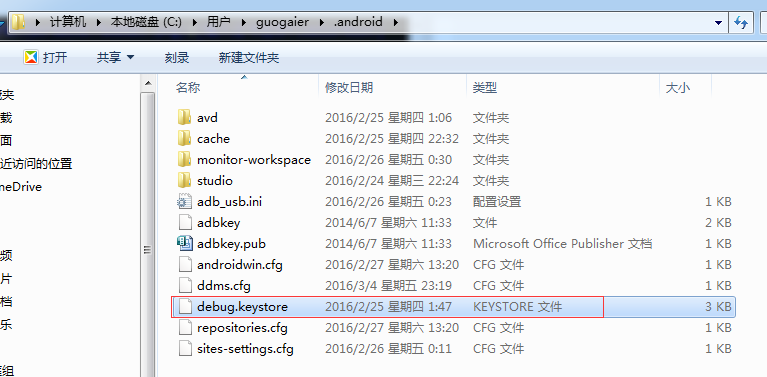 计算机 本地磁盘 (C:) 用户 guogaier .android
打开 共享 刻录 新建文件夹
名称 修改日期 类型 大小
藏夹
载
面
近访问的位置
neDrive
频
片
档
乐
庭组
avd 2016/2/25 星期四 1:06 文件夹
cache 2016/2/25 星期四 22:32 文件夹
monitor-workspace 2016/2/26 星期五 0:30 文件夹
studio 2016/2/24 星期三 22:24 文件夹
adb_usb.ini 2016/2/26 星期五 0:23 配置设置 1 KB
adbkey 2014/6/7 星期六 11:33 文件 2 KB
adbkey.pub 2014/6/7 星期六 11:33 Microsoft Office Publisher 文档 1 KB
androidwin.cfg 2016/2/27 星期六 13:20 CFG 文件 1 KB
ddms.cfg 2016/3/4 星期五 23:19 CFG 文件 1 KB
debug.keystore 2016/2/25 星期四 1:47 KEYSTORE 文件 3 KB
repositories.cfg 2016/2/27 星期六 13:20 CFG 文件 1 KB
sites-settings.cfg 2016/2/26 星期五 0:11 CFG 文件 1 KB